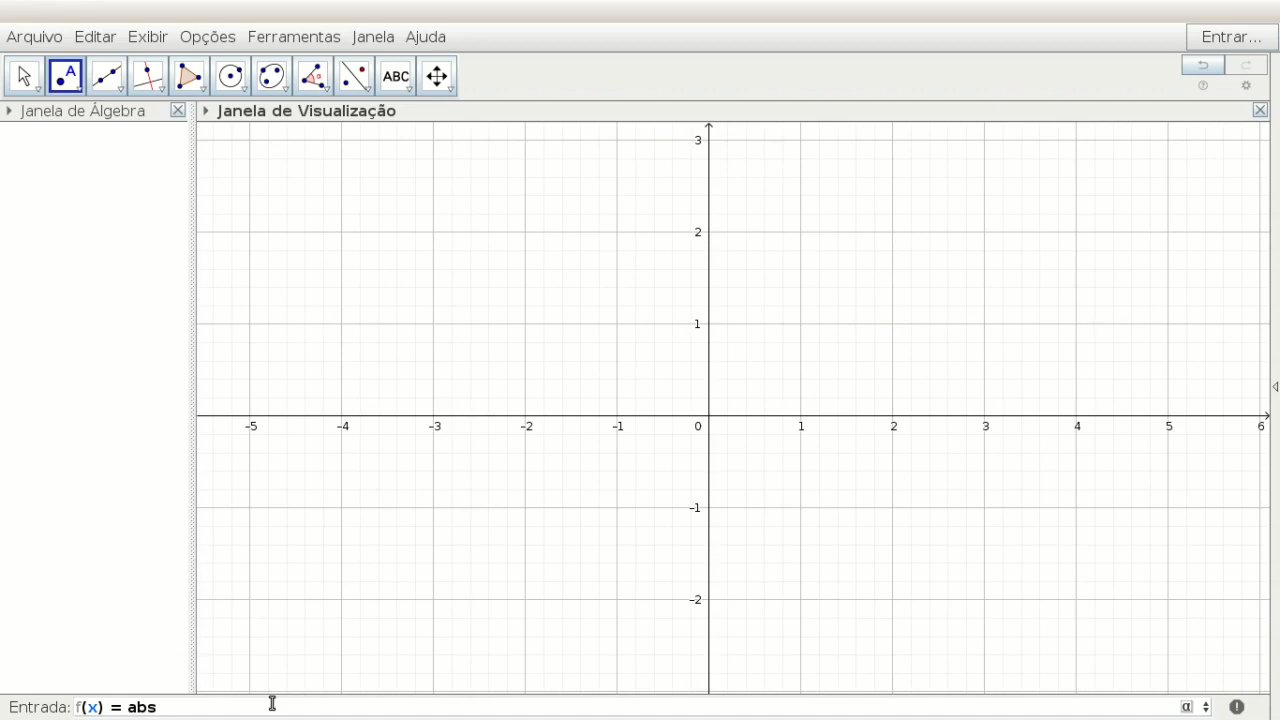 Arquivo Editar Exibir Opções Ferramentas Janela Ajuda Entrar...
A α ABC
Janela de Álgebra Janela de Visualização
3
2
1
-5 -4 -3 -2 -1 0 1 2 3 4 5 6
-1
-2
Entrada: f(x) = abs α